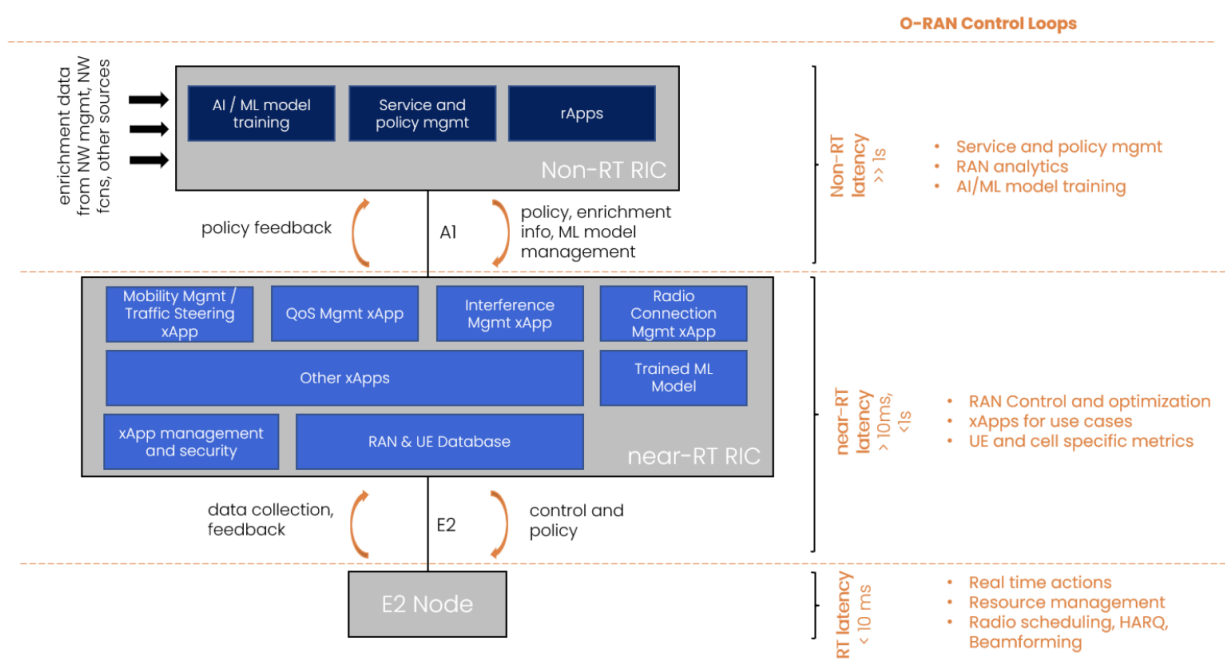 O-RAN Control Loops
enrichment data
from NW mgmt, NW
fcns, other sources
AI / ML model
training
Service and
policy mgmt
rApps
Non-RT RIC
Non-RT
latency
>> 1s
• Service and policy mgmt
• RAN analytics
• AI/ML model training
policy feedback
A1
policy, enrichment
info, ML model
management
Mobility Mgmt /
Traffic Steering
xApp
QoS Mgmt xApp
Interference
Mgmt xApp
Radio
Connection
Mgmt xApp
Other xApps
Trained ML
Model
xApp management
and security
RAN & UE Database
near-RT RIC
near-RT
latency
> 10ms,
<1s
• RAN Control and optimization
• xApps for use cases
• UE and cell specific metrics
data collection,
feedback
E2
control and
policy
E2 Node
RT latency
< 10 ms
• Real time actions
• Resource management
• Radio scheduling, HARQ,
Beamforming